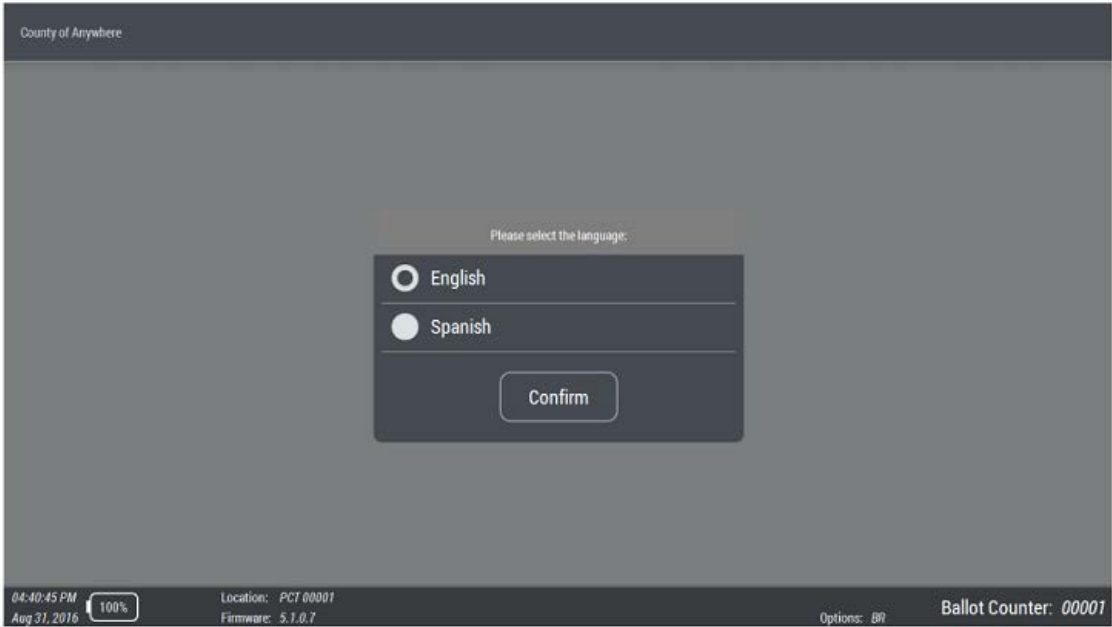 County of Anywhere
Please select the language:
English
Spanish
Confirm
04:40:45 PM
Aug 31, 2016
100%
Location: PCT 00001
Firmware: 5.1.0.7
Options: BR
Ballot Counter: 00001